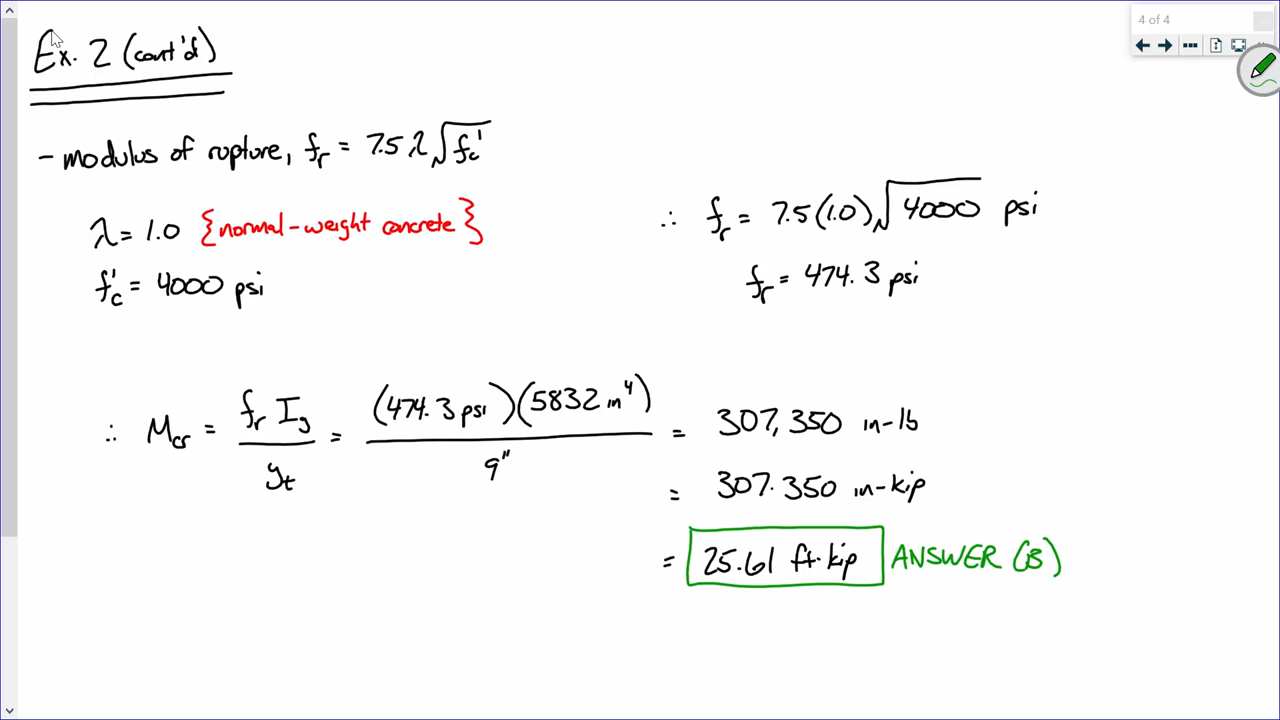 4 of 4
Ex. 2 (cont'd)
- modulus of rupture, fr = 7.5 λ √fc'
λ = 1.0 {normal-weight concrete}
f'c = 4000 psi
∴ fr = 7.5 (1.0) √4000 psi
fr = 474.3 psi
∴ Mcr = fr Ig / yt = (474.3 psi)(5832 in⁴) / 9" = 307,350 in-lb
= 307.350 in-kip
= 25.61 ft·kip ANSWER (B)